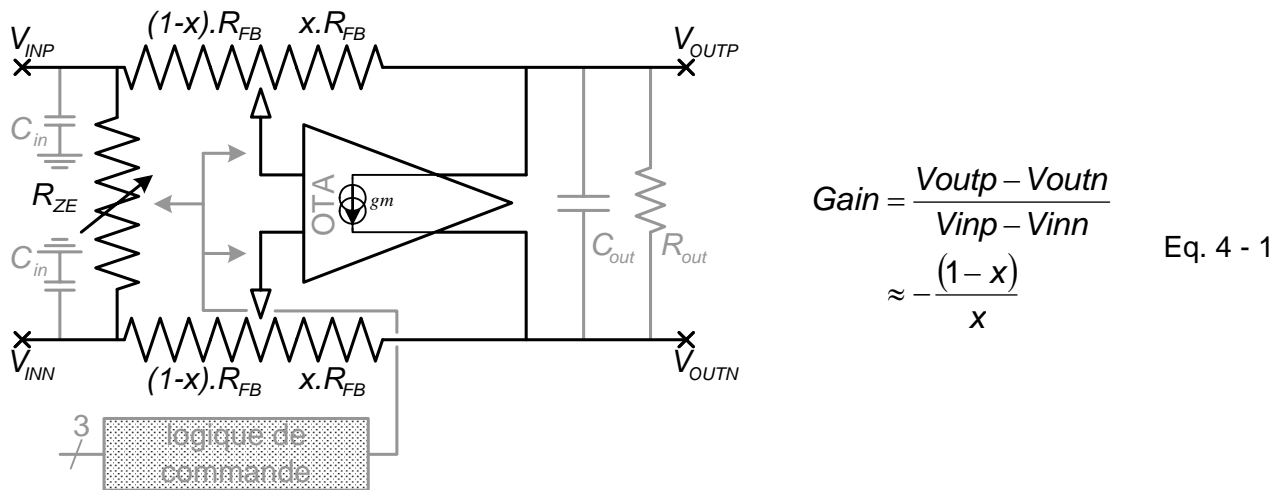 (1-x).R_FB x.R_FB
V_INP V_OUTP
C_in
R_ZE
OTA
gm
C_in
C_out R_out
V_INN V_OUTN
(1-x).R_FB x.R_FB
3
logique de
commande
Gain = (Voutp − Voutn) / (Vinp − Vinn)
≈ − (1 − x) / x
Eq. 4 - 1